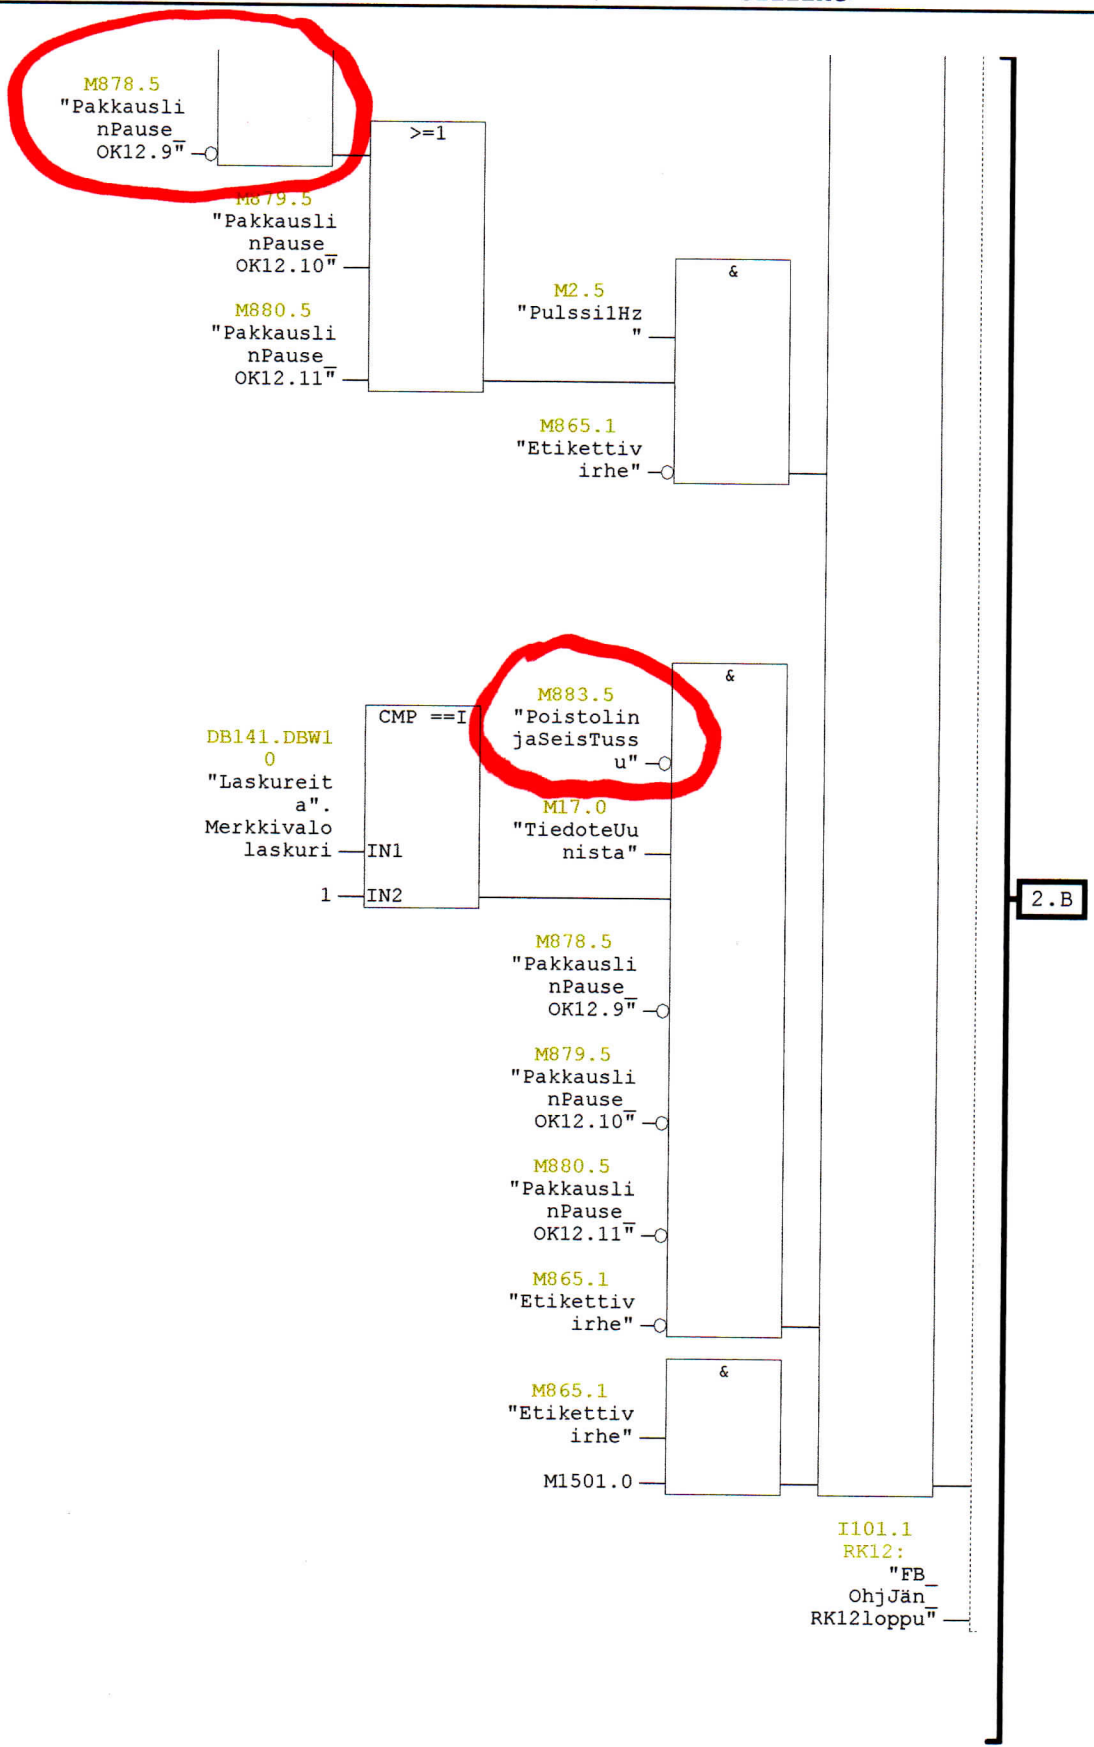 M878.5
"Pakkausli
nPause_
OK12.9"
>=1
M879.5
"Pakkausli
nPause_
OK12.10"
M880.5
"Pakkausli
nPause_
OK12.11"
&
M2.5
"Pulssi1Hz
"
M865.1
"Etikettiv
irhe"
&
M883.5
"Poistolin
jaSeisTuss
u"
CMP ==I
DB141.DBW1
0
"Laskureit
a".
Merkkivalo
laskuri
IN1
1
IN2
M17.0
"TiedoteUu
nista"
2.B
M878.5
"Pakkausli
nPause_
OK12.9"
M879.5
"Pakkausli
nPause_
OK12.10"
M880.5
"Pakkausli
nPause_
OK12.11"
M865.1
"Etikettiv
irhe"
&
M865.1
"Etikettiv
irhe"
M1501.0
I101.1
RK12:
"FB_
OhjJän_
RK12loppu"